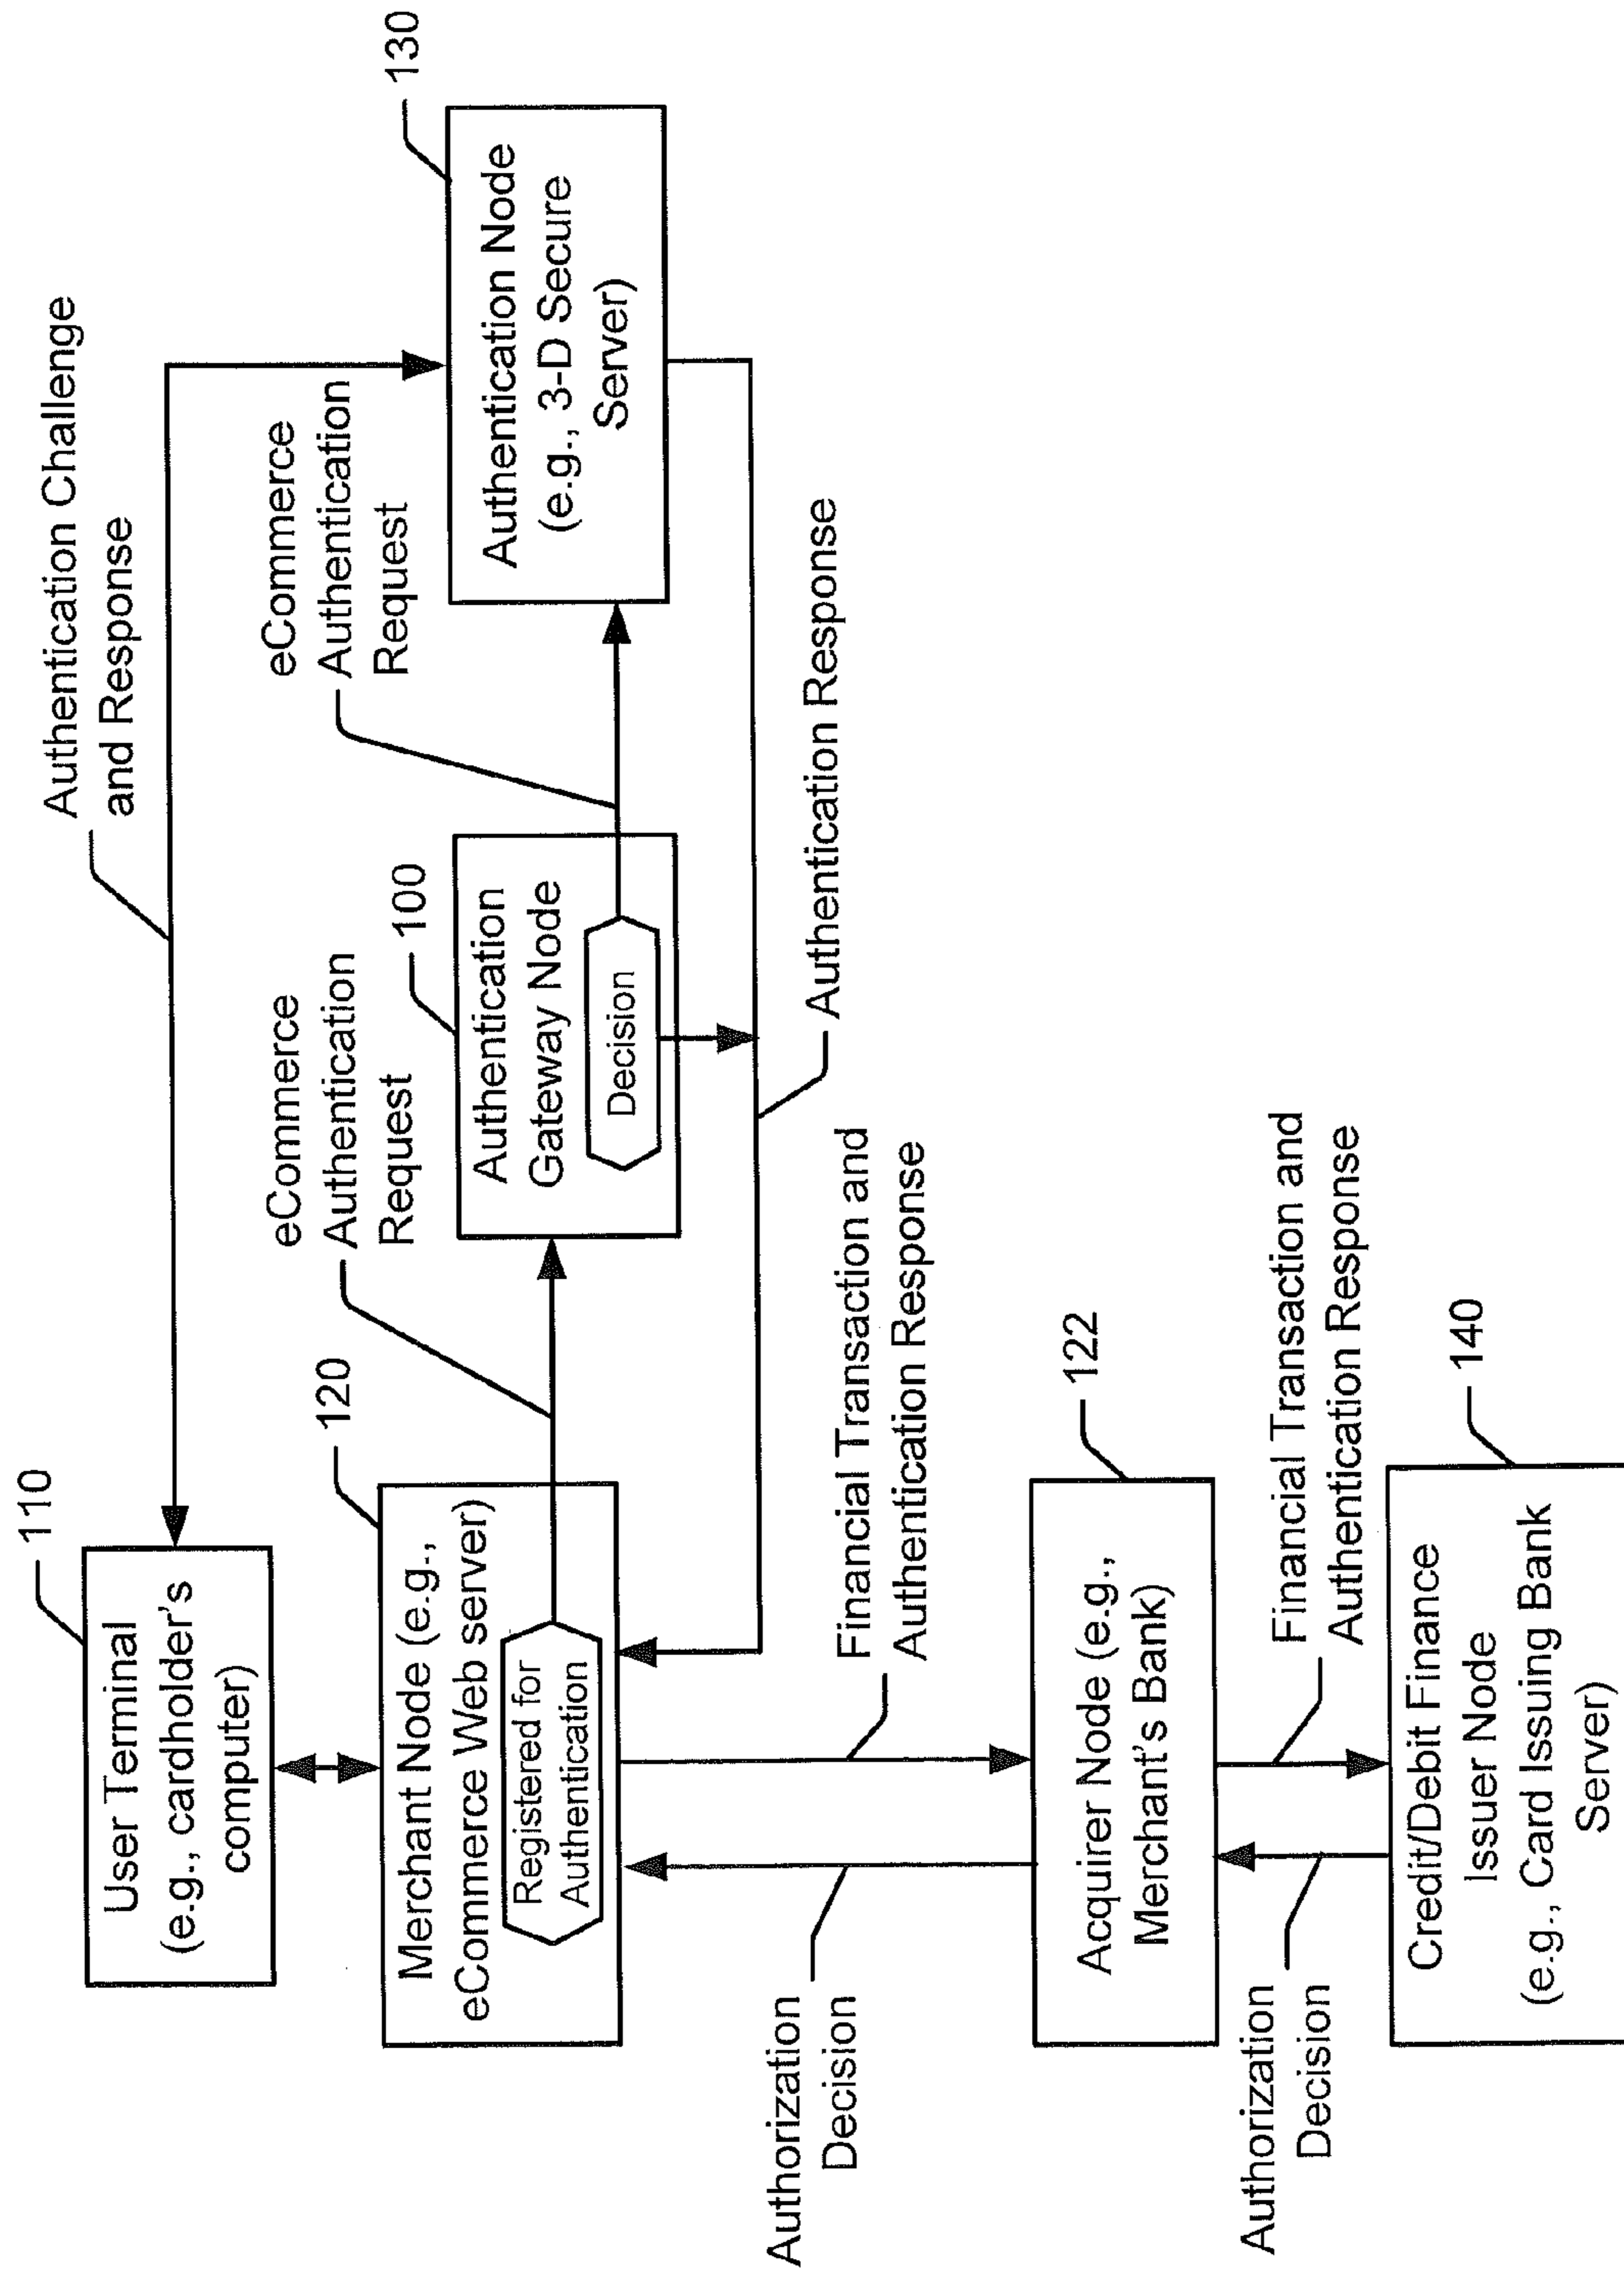 Authentication Challenge
and Response
110
User Terminal
(e.g., cardholder's
computer)
120
Merchant Node (e.g.,
eCommerce Web server)
Registered for
Authentication
eCommerce
Authentication
Request
100
Authentication
Gateway Node
Decision
eCommerce
Authentication
Request
130
Authentication Node
(e.g., 3-D Secure
Server)
Authentication Response
Financial Transaction and
Authentication Response
Authorization
Decision
122
Acquirer Node (e.g.,
Merchant's Bank)
Financial Transaction and
Authentication Response
Authorization
Decision
140
Credit/Debit Finance
Issuer Node
(e.g., Card Issuing Bank
Server)